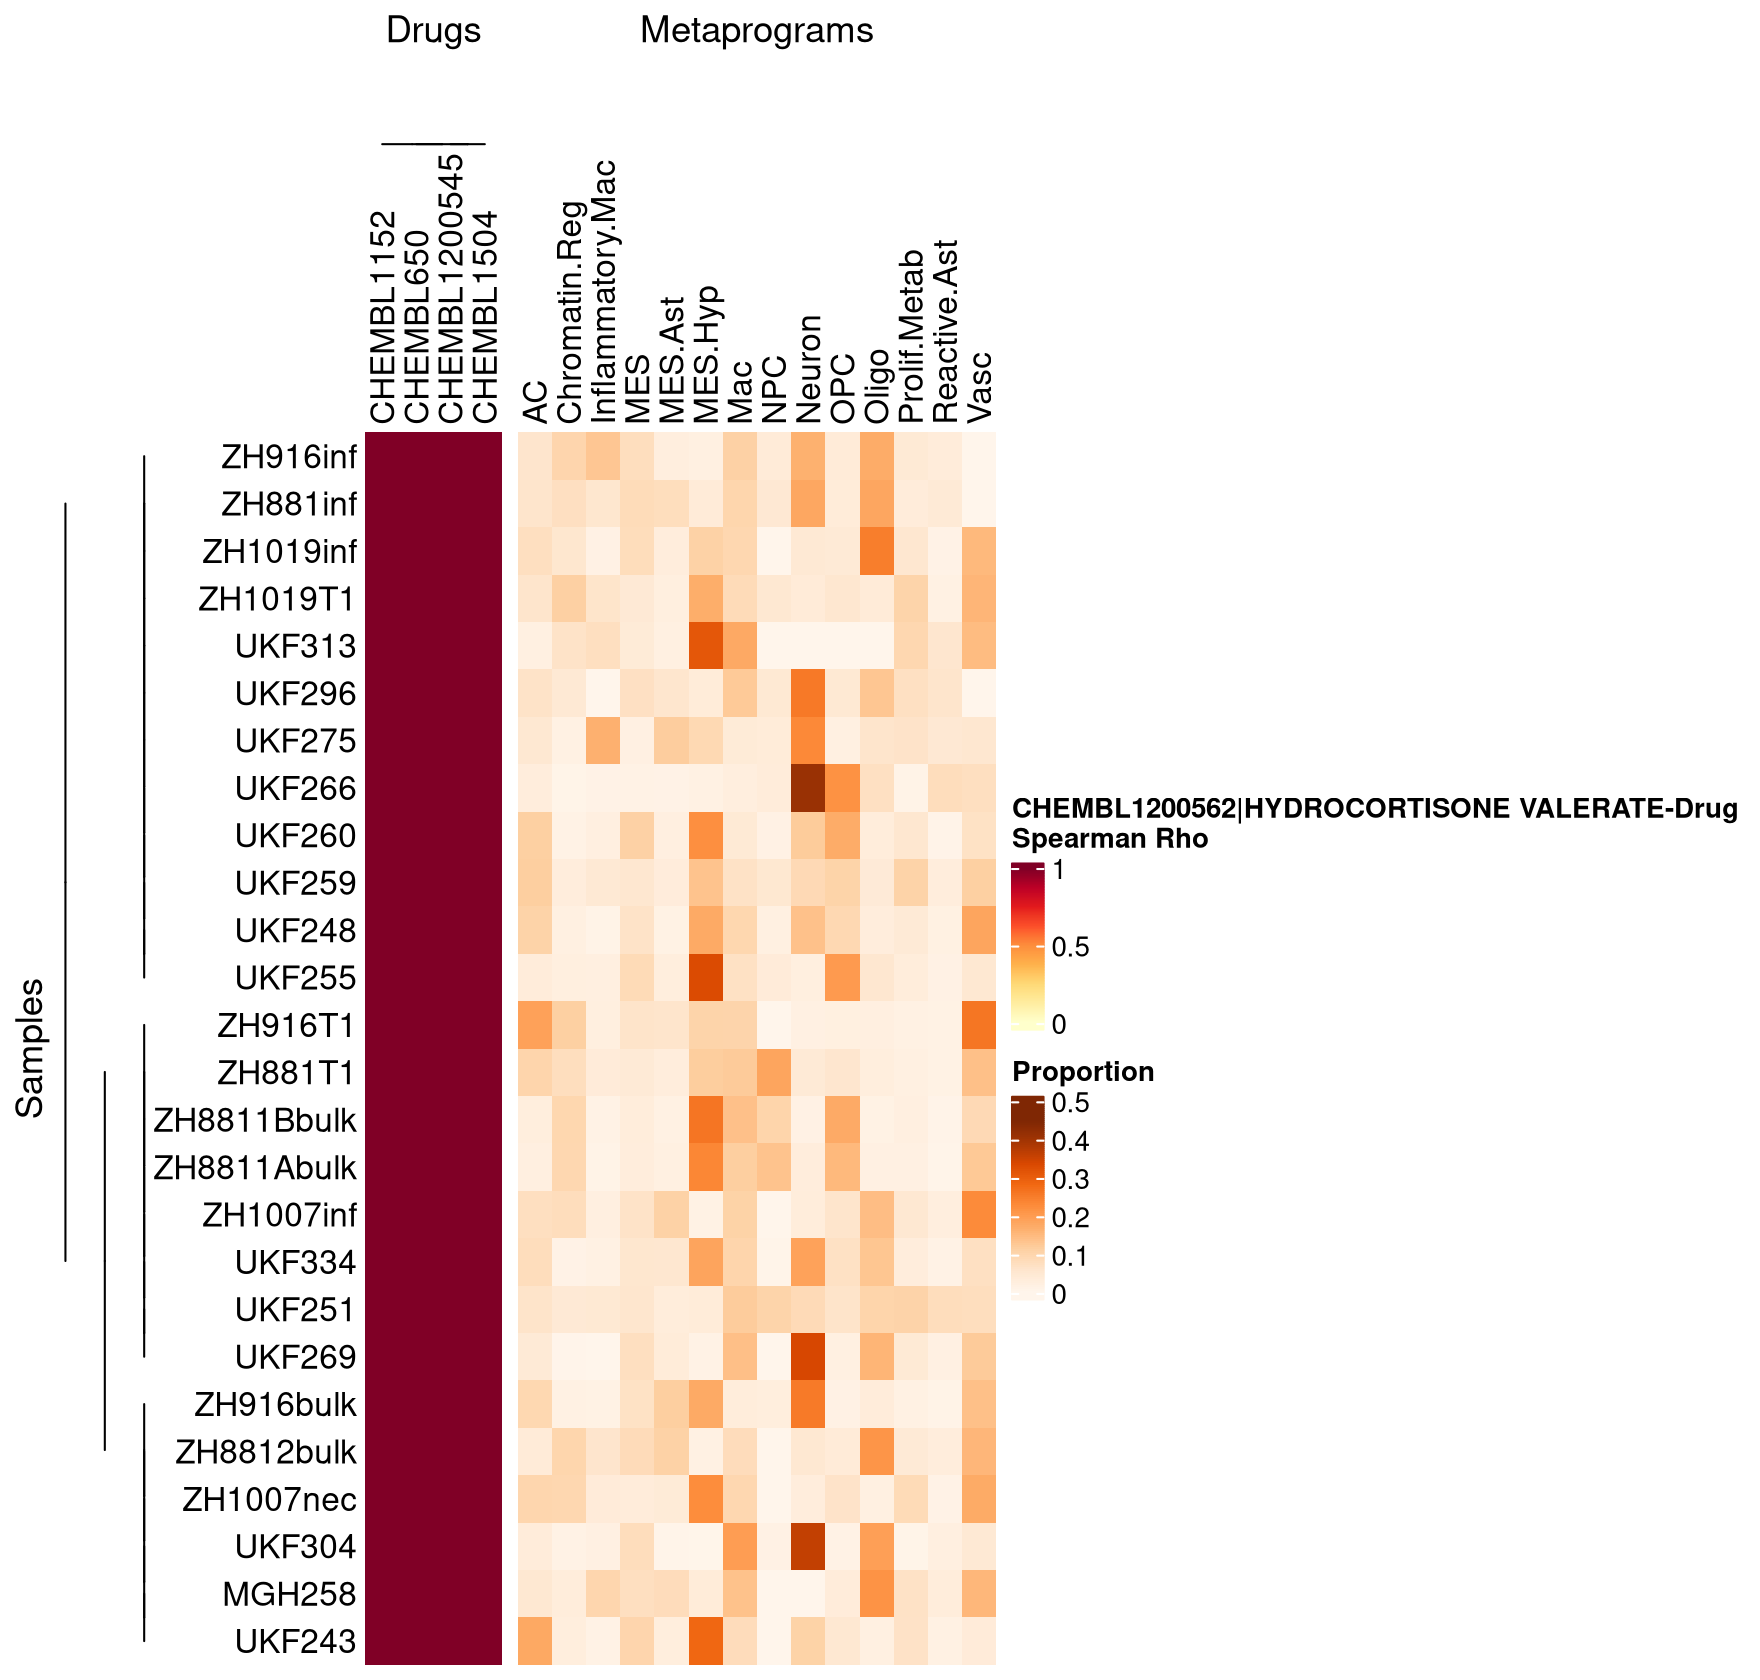 Drugs
Metaprograms
CHEMBL1152
CHEMBL650
CHEMBL1200545
CHEMBL1504
AC
Chromatin.Reg
Inflammatory.Mac
MES
MES.Ast
MES.Hyp
Mac
NPC
Neuron
OPC
Oligo
Prolif.Metab
Reactive.Ast
Vasc
Samples
ZH916inf
ZH881inf
ZH1019inf
ZH1019T1
UKF313
UKF296
UKF275
UKF266
UKF260
UKF259
UKF248
UKF255
ZH916T1
ZH881T1
ZH8811Bbulk
ZH8811Abulk
ZH1007inf
UKF334
UKF251
UKF269
ZH916bulk
ZH8812bulk
ZH1007nec
UKF304
MGH258
UKF243
CHEMBL1200562|HYDROCORTISONE VALERATE-Drug
Spearman Rho
1
0.5
0
Proportion
0.5
0.4
0.3
0.2
0.1
0